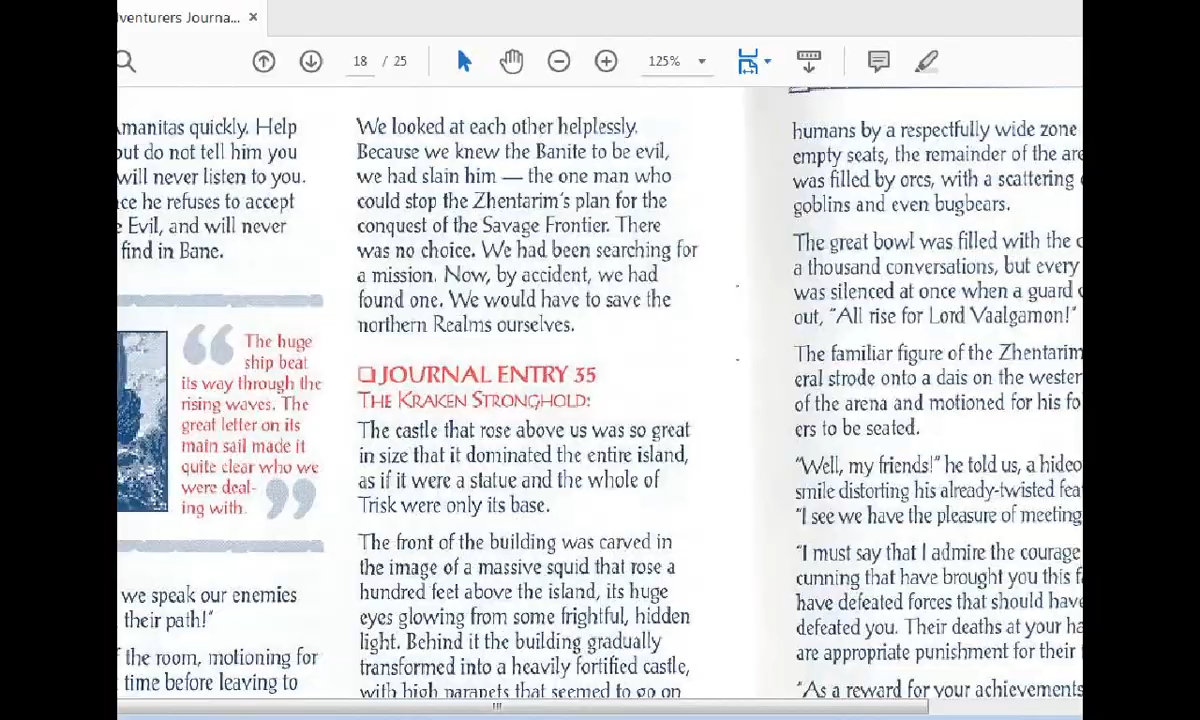 dventurers Journa... ×
18 / 25
125%
manitas quickly. Help
but do not tell him you
will never listen to you.
ce he refuses to accept
Evil, and will never
find in Bane.
The huge
ship beat
its way through the
rising waves. The
great letter on its
main sail made it
quite clear who we
were deal-
ing with.
we speak our enemies
their path!”
the room, motioning for
time before leaving to
We looked at each other helplessly.
Because we knew the Banite to be evil,
we had slain him — the one man who
could stop the Zhentarim’s plan for the
conquest of the Savage Frontier. There
was no choice. We had been searching for
a mission. Now, by accident, we had
found one. We would have to save the
northern Realms ourselves.
❏ JOURNAL ENTRY 35
THE KRAKEN STRONGHOLD:
The castle that rose above us was so great
in size that it dominated the entire island,
as if it were a statue and the whole of
Trisk were only its base.
The front of the building was carved in
the image of a massive squid that rose a
hundred feet above the island, its huge
eyes glowing from some frightful, hidden
light. Behind it the building gradually
transformed into a heavily fortified castle,
with high parapets that seemed to go on
humans by a respectfully wide zone
empty seats, the remainder of the are
was filled by orcs, with a scattering
goblins and even bugbears.
The great bowl was filled with the c
a thousand conversations, but every
was silenced at once when a guard c
out, “All rise for Lord Vaalgamon!”
The familiar figure of the Zhentarim
eral strode onto a dais on the wester
of the arena and motioned for his fo
ers to be seated.
“Well, my friends!” he told us, a hideo
smile distorting his already-twisted fea
“I see we have the pleasure of meeting
“I must say that I admire the courage
cunning that have brought you this f
have defeated forces that should have
defeated you. Their deaths at your ha
are appropriate punishment for their
“As a reward for your achievements